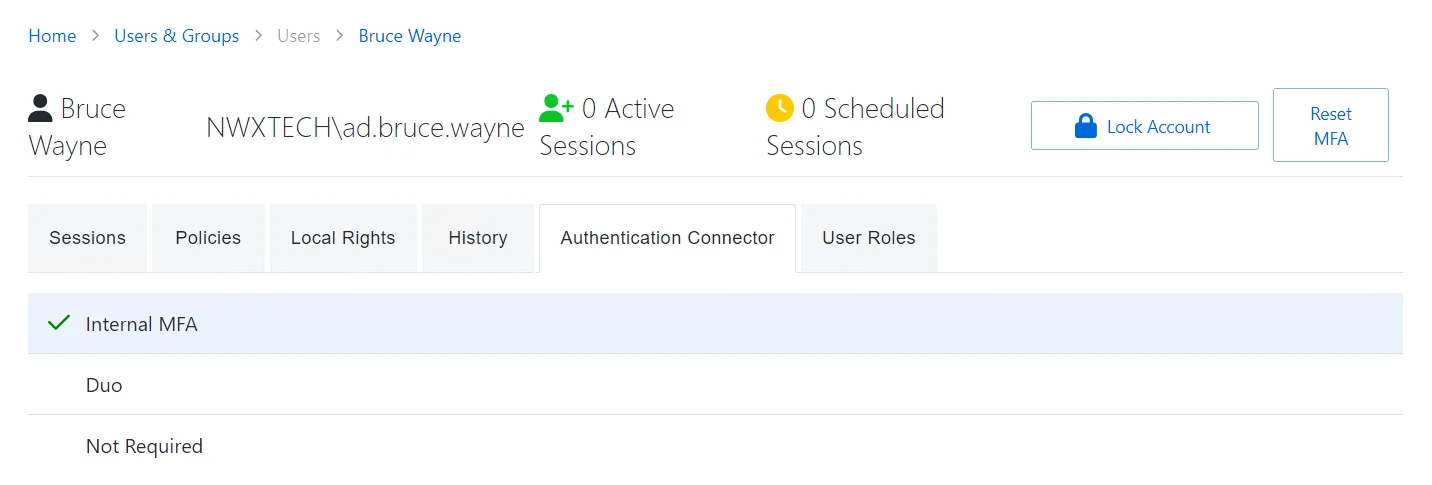 Home > Users & Groups > Users > Bruce Wayne
Bruce
Wayne
NWXTECH\ad.bruce.wayne
0 Active
Sessions
0 Scheduled
Sessions
Lock Account
Reset
MFA
Sessions Policies Local Rights History Authentication Connector User Roles
Internal MFA
Duo
Not Required